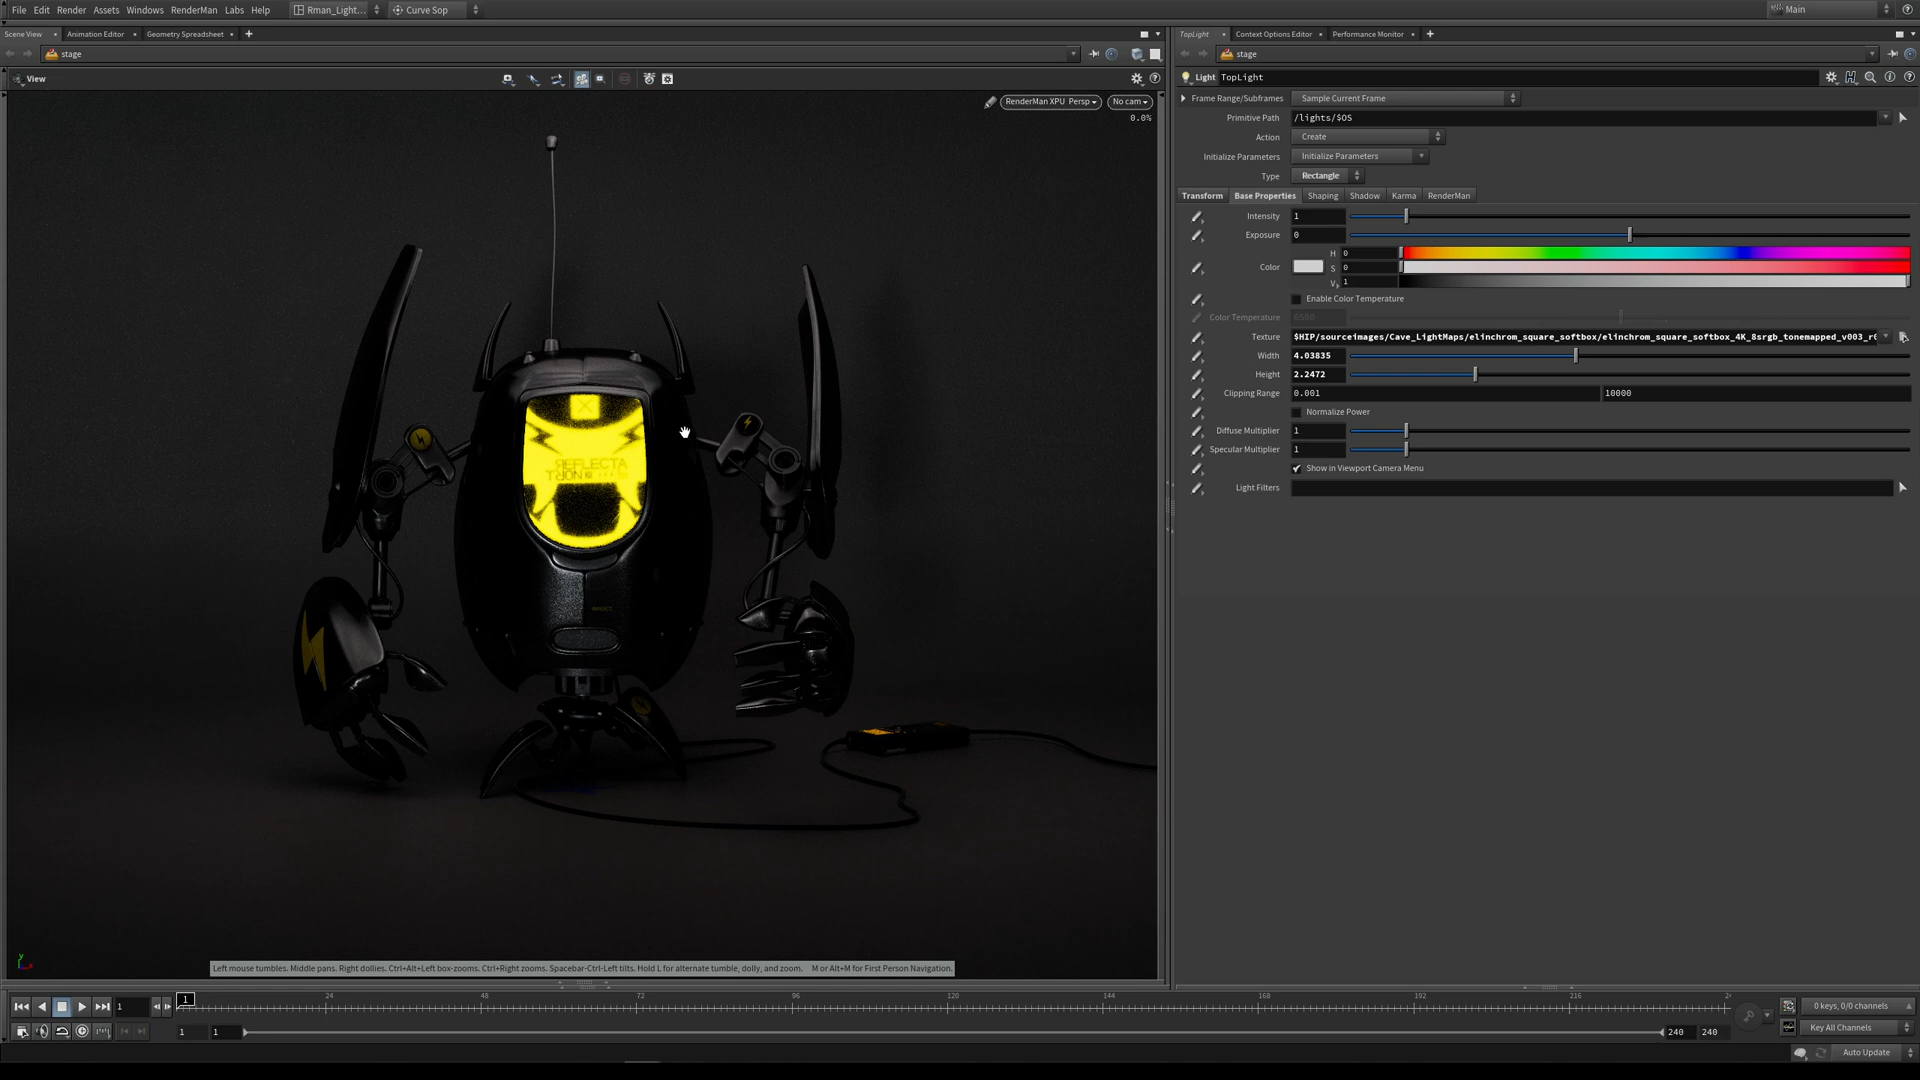 File Edit Render Assets Windows RenderMan Labs Help Rman_Light... Curve Sop Main
Scene View Animation Editor Geometry Spreadsheet
stage
View
RenderMan XPU Persp No cam
0.0%
REFLECTA
Left mouse tumbles. Middle pans. Right dollies. Ctrl+Alt+Left box-zooms. Ctrl+Right zooms. Spacebar-Ctrl-Left tilts. Hold L for alternate tumble, dolly, and zoom. M or Alt+M for First Person Navigation.
TopLight Context Options Editor Performance Monitor
stage
Light TopLight
Frame Range/Subframes Sample Current Frame
Primitive Path /lights/$OS
Action Create
Initialize Parameters Initialize Parameters
Type Rectangle
Transform Base Properties Shaping Shadow Karma RenderMan
Intensity 1
Exposure 0
H 0
Color S 0
V 1
Enable Color Temperature
Color Temperature 6500
Texture $HIP/sourceimages/Cave_LightMaps/elinchrom_square_softbox/elinchrom_square_softbox_4K_8srgb_tonemapped_v003_r
Width 4.03835
Height 2.2472
Clipping Range 0.001 10000
Normalize Power
Diffuse Multiplier 1
Specular Multiplier 1
Show in Viewport Camera Menu
Light Filters
1 1 24 48 72 96 120 144 168 192 216
0 keys, 0/0 channels
1 1 240 240 Key All Channels
Auto Update